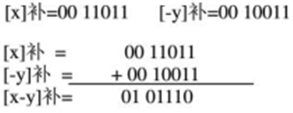 [x]补=00 11011 [-y]补=00 10011
[x]补 = 00 11011
[-y]补 = + 00 10011
[x-y]补= 01 01110